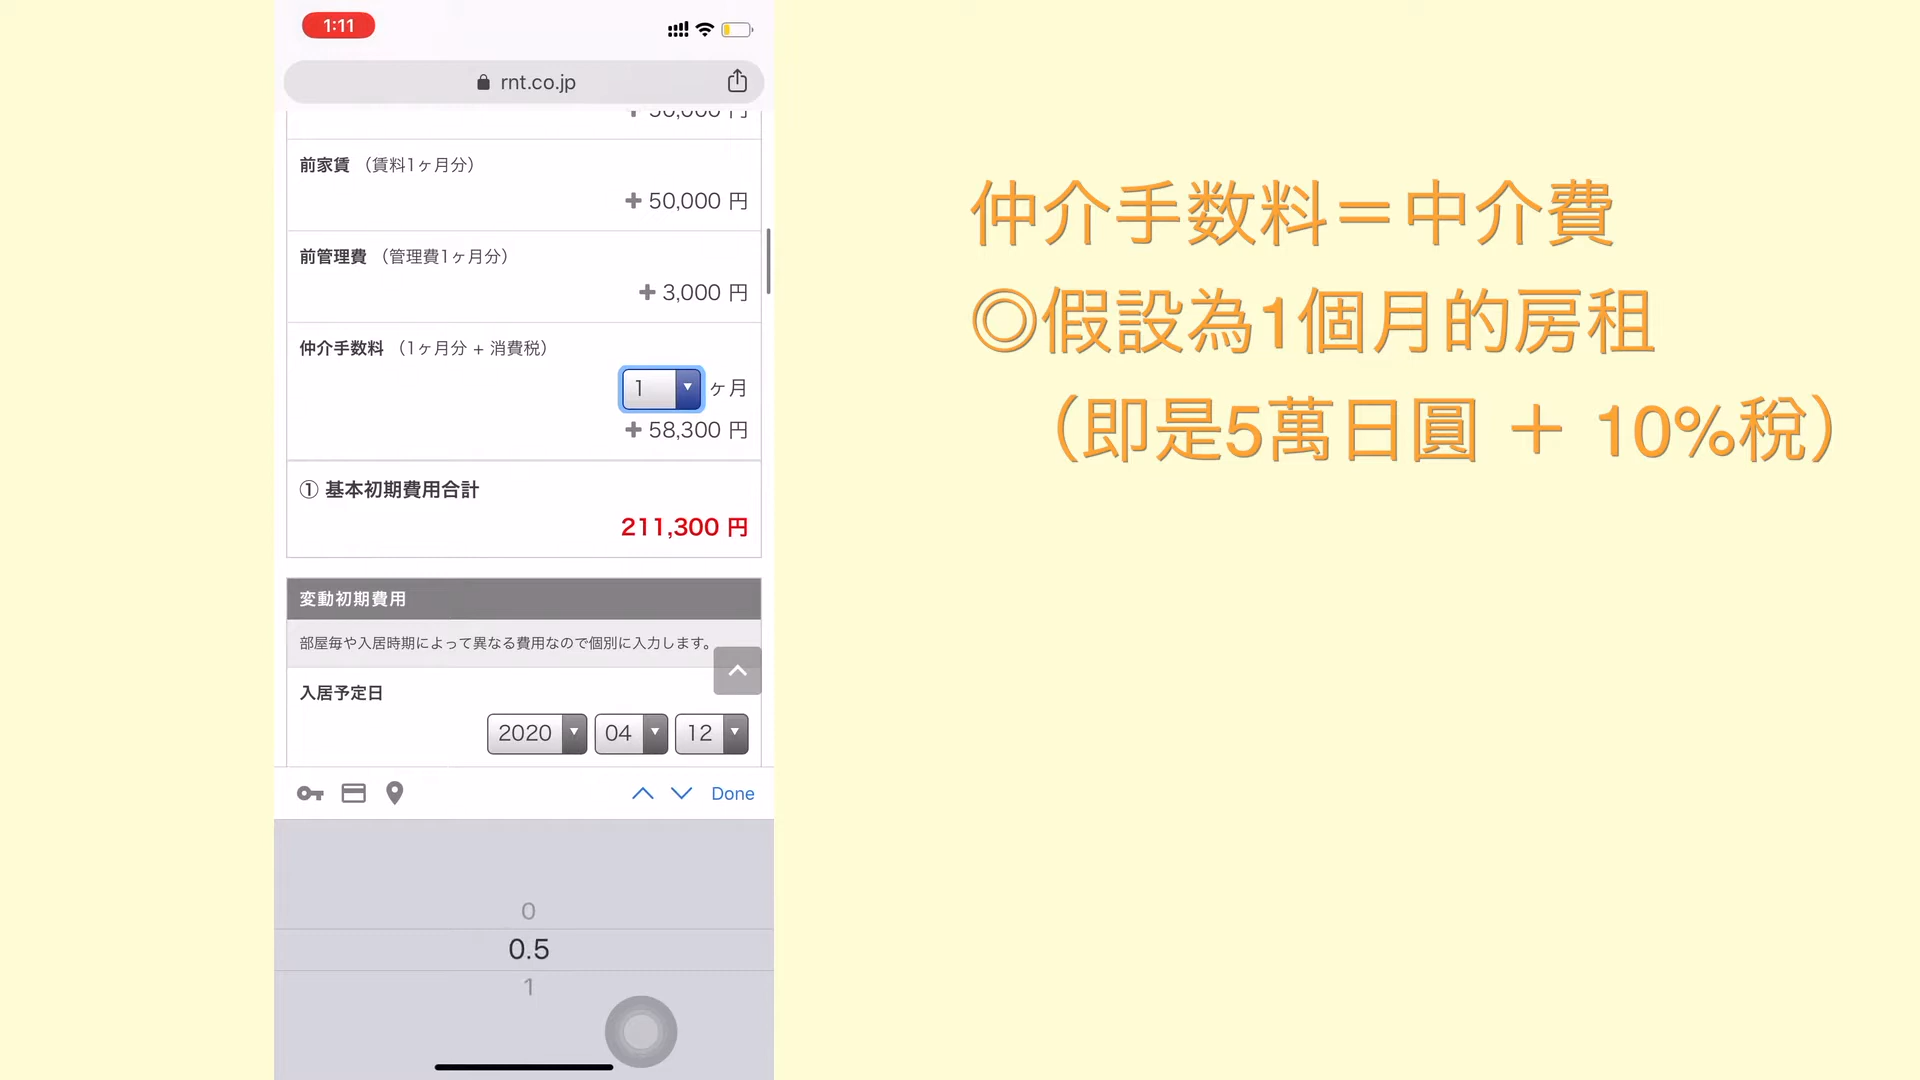 1:11
rnt.co.jp
前家賃 （賃料1ヶ月分）
+ 50,000 円
前管理費 （管理費1ヶ月分）
+ 3,000 円
仲介手数料 （1ヶ月分 + 消費税）
1 ヶ月
+ 58,300 円
① 基本初期費用合計
211,300 円
変動初期費用
部屋毎や入居時期によって異なる費用なので個別に入力します。
入居予定日
2020 04 12
Done
0
0.5
1
仲介手数料＝中介費
◎假設為1個月的房租
（即是5萬日圓 ＋ 10%稅）